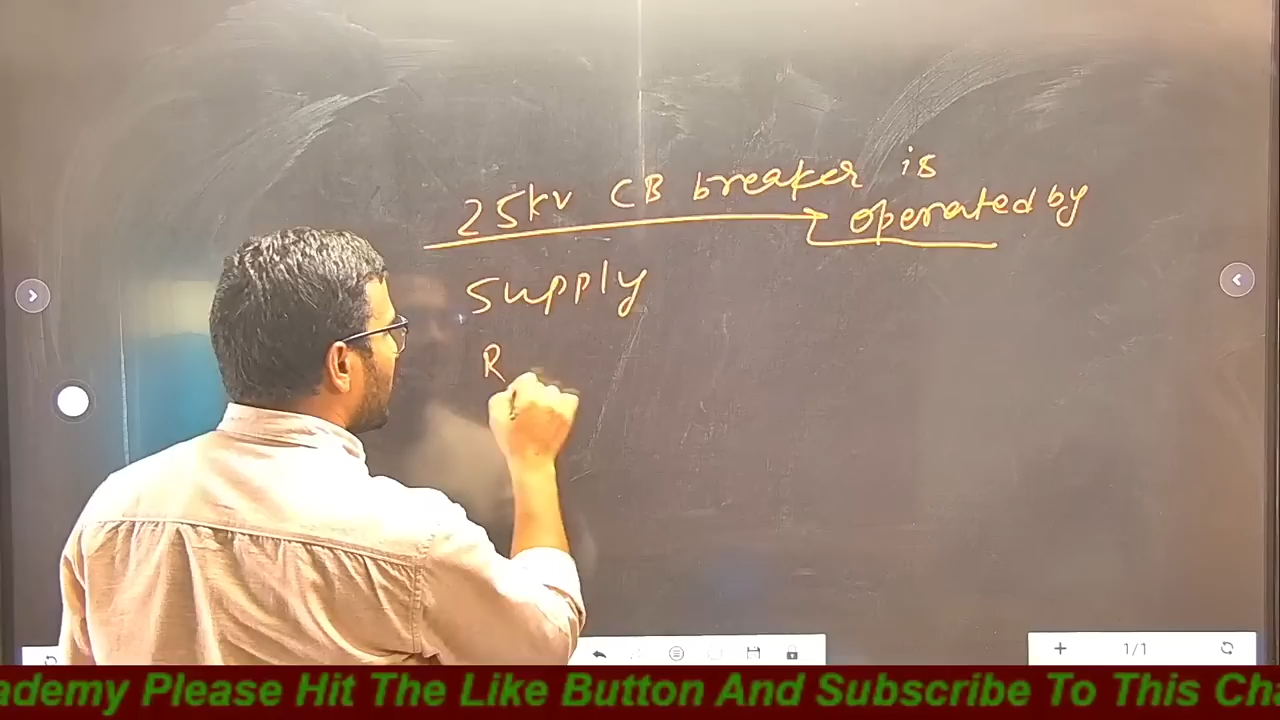 25kv CB breaker is
operated by
Supply
R
1/1
ademy Please Hit The Like Button And Subscribe To This Cha